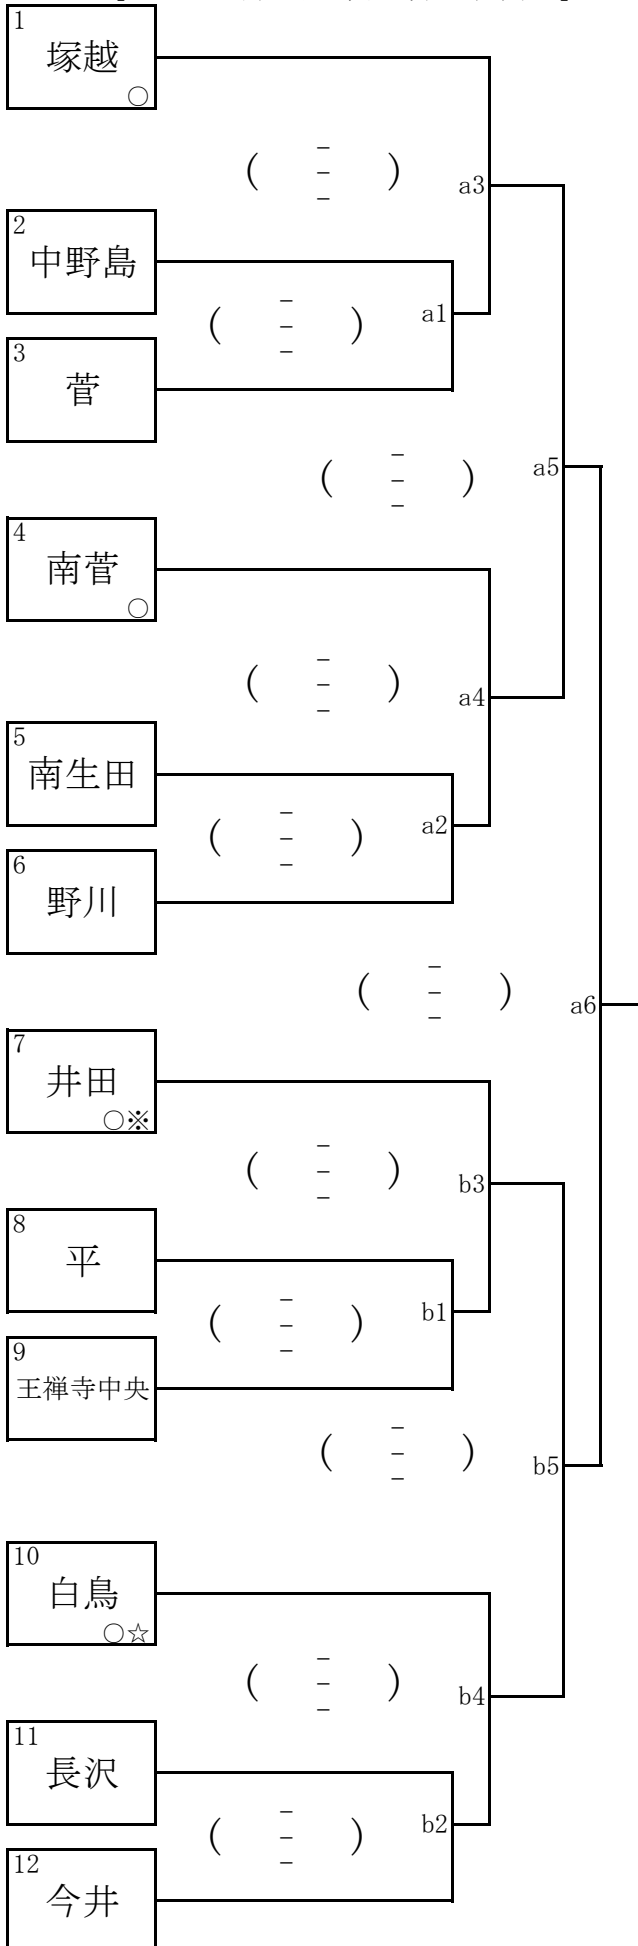 1
塚越
○
-
( - ) a3
-
2
中野島
-
( - ) a1
-
3
菅
-
( - ) a5
-
4
南菅
○
-
( - ) a4
-
5
南生田
-
( - ) a2
-
6
野川
-
( - ) a6
-
7
井田
○※
-
( - ) b3
-
8
平
-
( - ) b1
-
9
王禅寺中央
-
( - ) b5
-
10
白鳥
○☆
-
( - ) b4
-
11
長沢
-
( - ) b2
-
12
今井